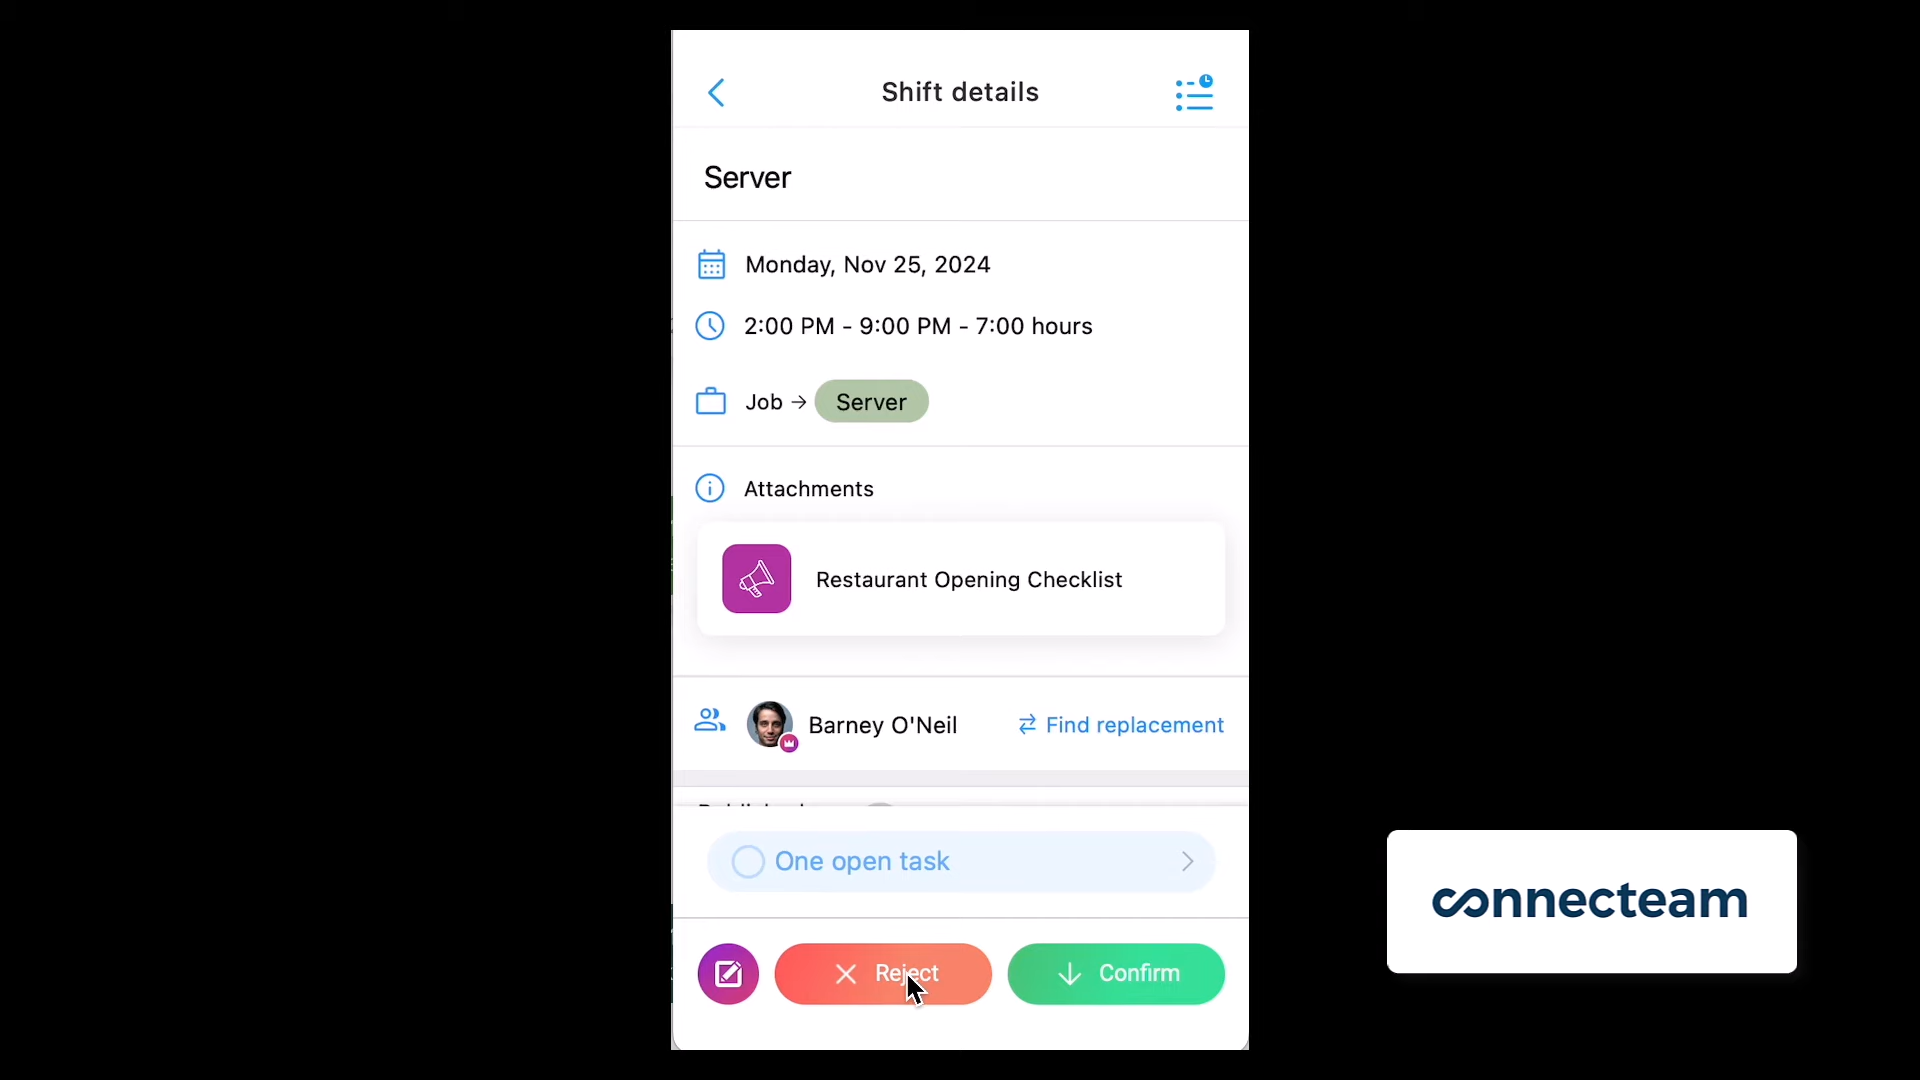 Shift details
Server
Monday, Nov 25, 2024
2:00 PM - 9:00 PM - 7:00 hours
Job → Server
Attachments
Restaurant Opening Checklist
Barney O'Neil
Find replacement
One open task
Reject
Confirm
connecteam